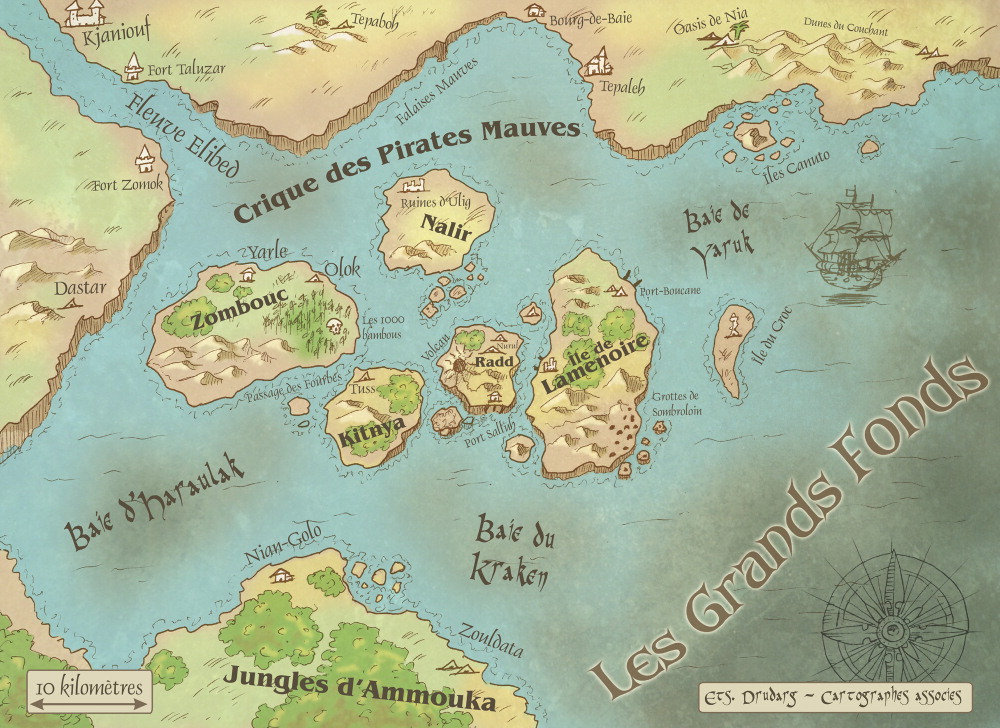 Kjaniouf
Tepaboh
Bourg-de-Baie
Oasis de Nia
Dunes du Couchant
Fort Taluzar
Falaises Mauves
Tepaleh
Fleuve Elibed
Crique des Pirates Mauves
Îles Canuto
Fort Zomok
Ruines d'Ulig
Nalir
Baie de
Yaruk
Yarle
Olok
Dastar
Zombouc
Port-Boucane
Les 1000
bambous
Volcan
Nurul
Radd
Île de
Lamenoire
Île du Croc
Passage des Fourbes
Tuss
Kitnya
Port Saltuh
Grottes de
Sombroloin
Baie d'Haraulak
Baie du
Kraken
Les Grands Fonds
Nian-Golo
Zouldata
Jungles d'Ammouka
10 kilomètres
Ets. Drudarg – Cartographes associes